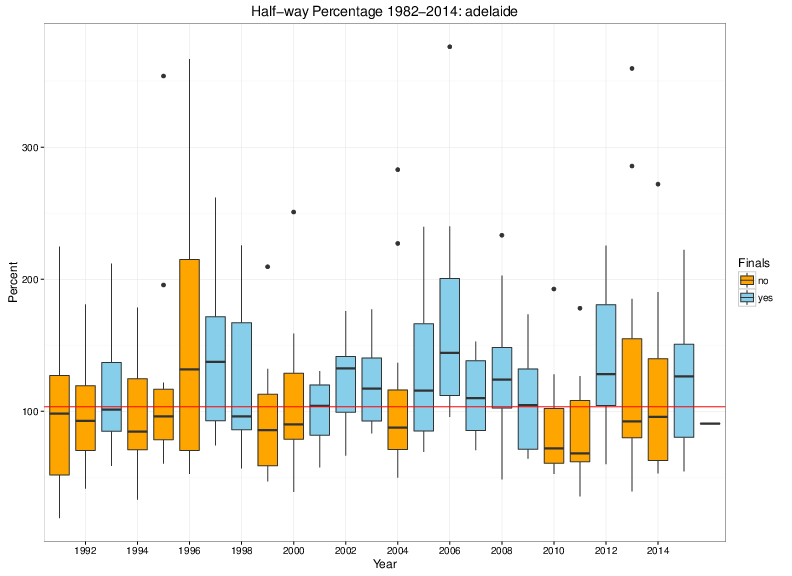 Half−way Percentage 1982−2014: adelaide
Percent
300
200
100
1992 1994 1996 1998 2000 2002 2004 2006 2008 2010 2012 2014
Year
Finals
no
yes